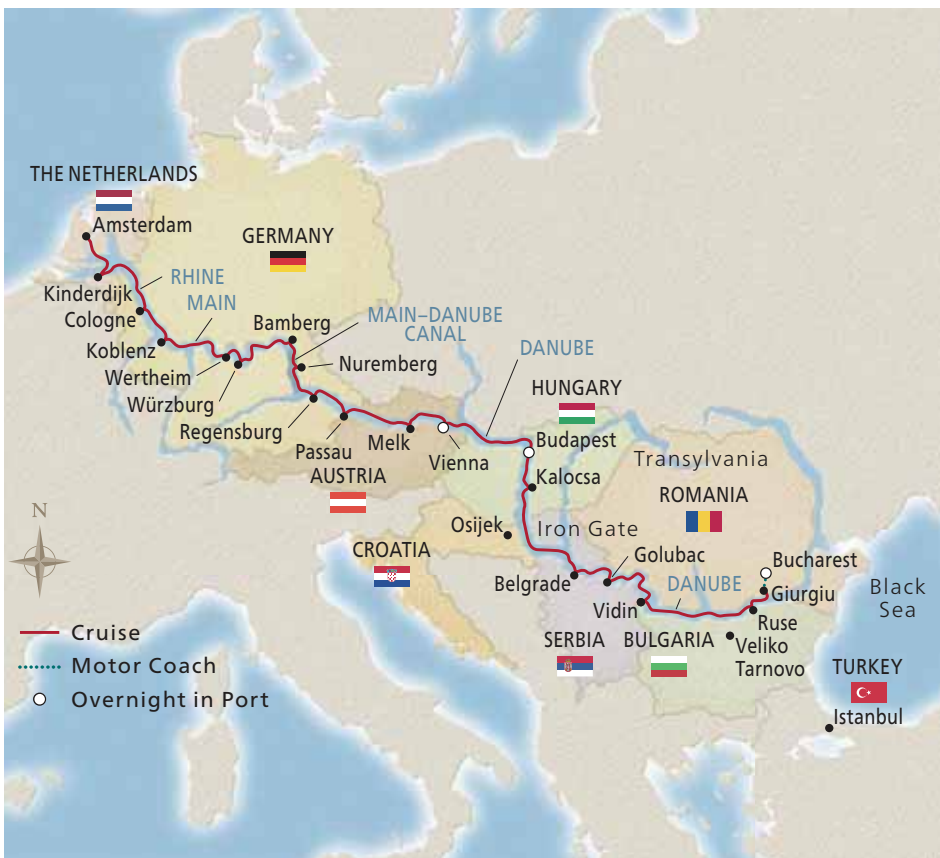 THE NETHERLANDS
Amsterdam
GERMANY
RHINE
Kinderdijk
MAIN
Cologne
Bamberg
MAIN–DANUBE
CANAL
Koblenz
Nuremberg
DANUBE
Wertheim
Würzburg
HUNGARY
Regensburg
Budapest
Passau
Melk
Vienna
Transylvania
AUSTRIA
Kalocsa
ROMANIA
Osijek
Iron Gate
N
CROATIA
Golubac
Bucharest
Belgrade
DANUBE
Giurgiu
Black
Sea
Vidin
Ruse
SERBIA
BULGARIA
Veliko
Tarnovo
TURKEY
Istanbul
Cruise
Motor Coach
Overnight in Port